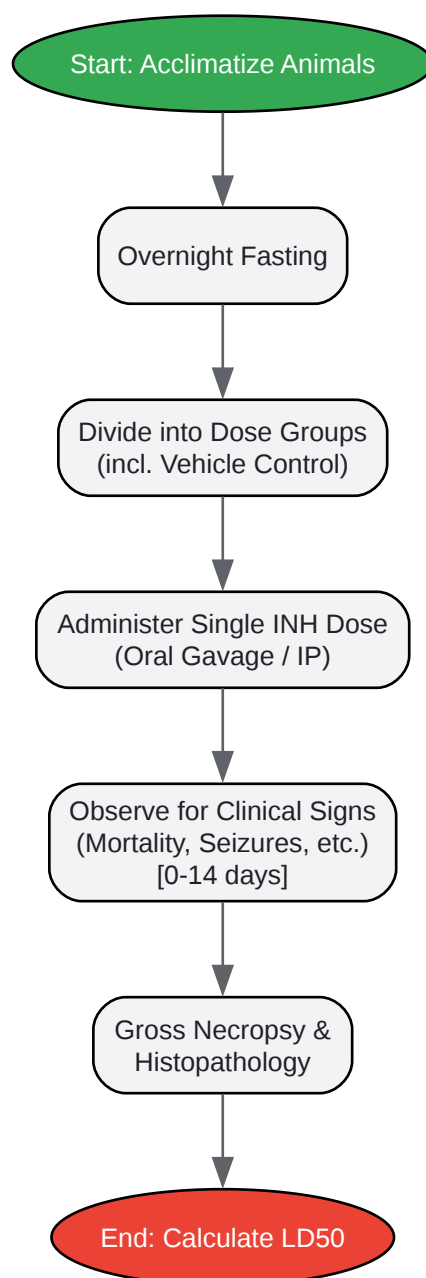 Start: Acclimatize Animals
Overnight Fasting
Divide into Dose Groups
(incl. Vehicle Control)
Administer Single INH Dose
(Oral Gavage / IP)
Observe for Clinical Signs
(Mortality, Seizures, etc.)
[0-14 days]
Gross Necropsy &
Histopathology
End: Calculate LD50